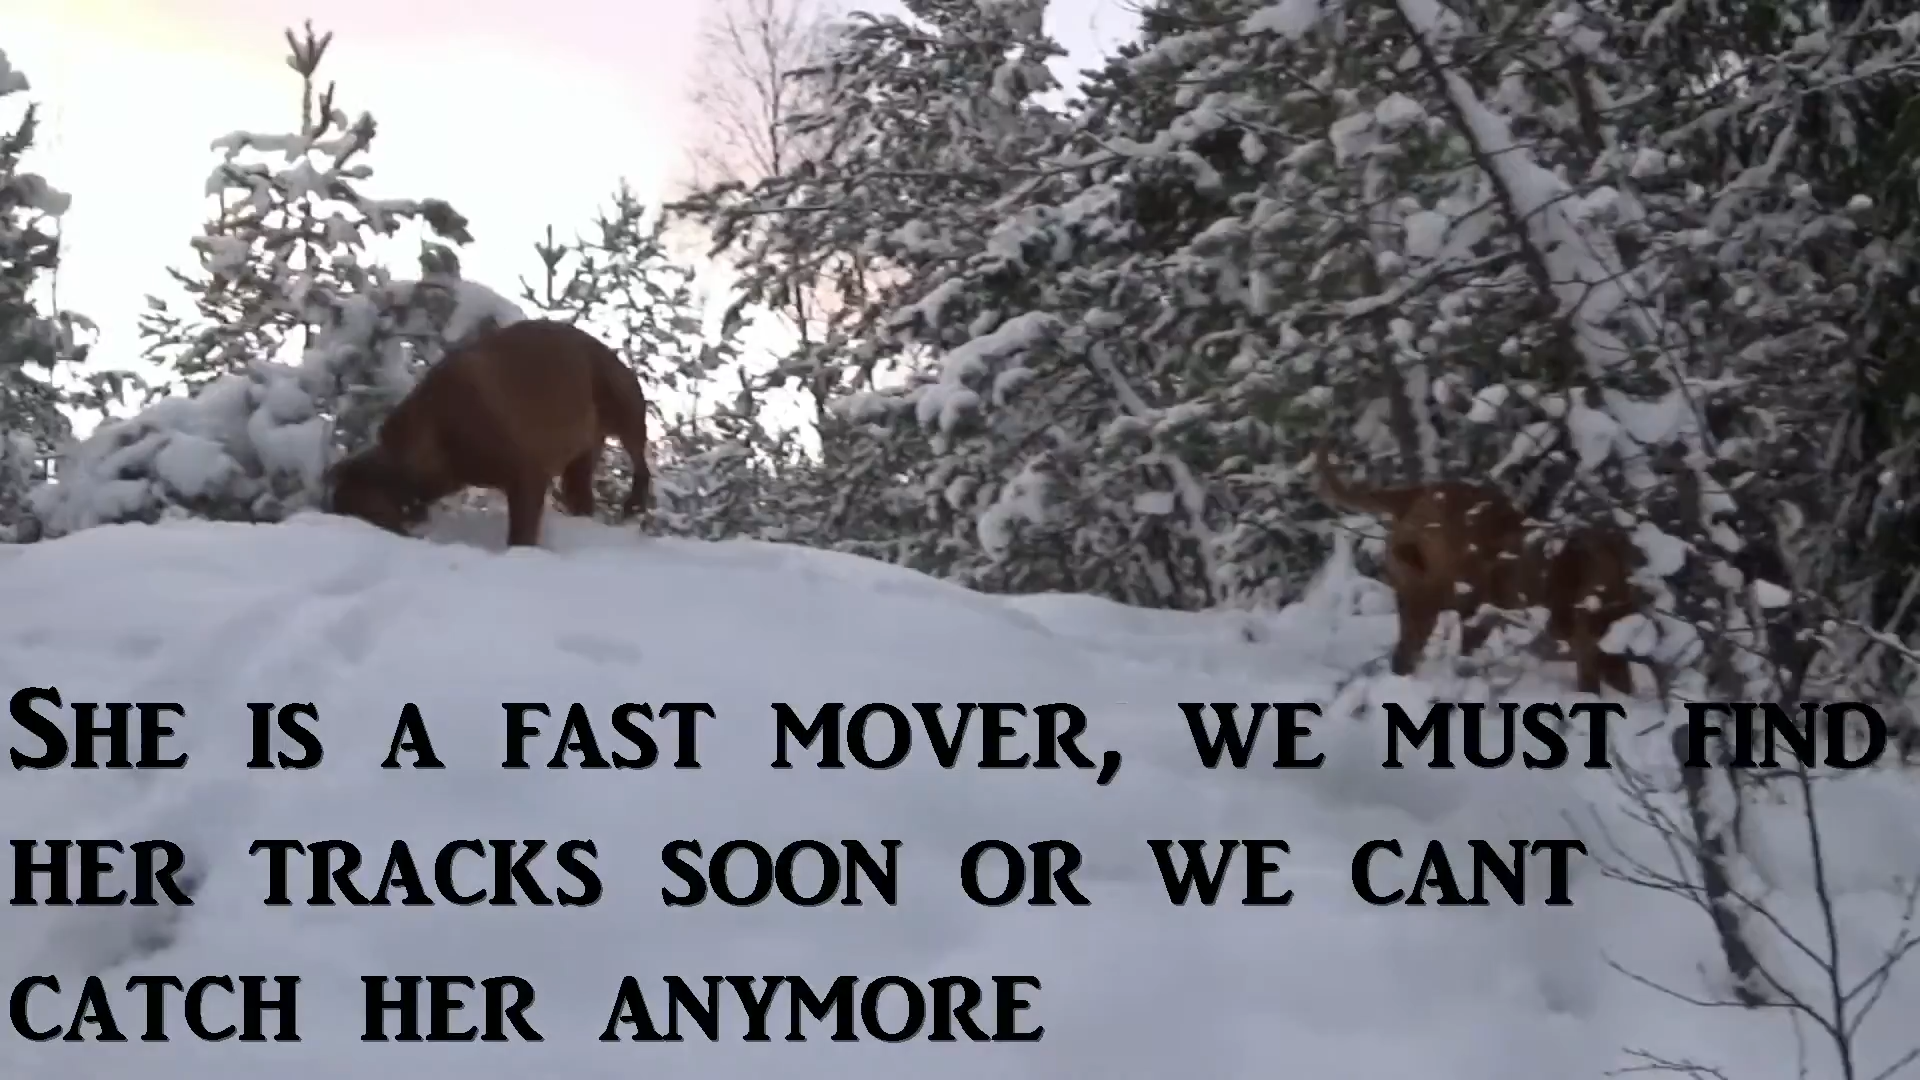 She is a fast mover, we must find
her tracks soon or we cant
catch her anymore